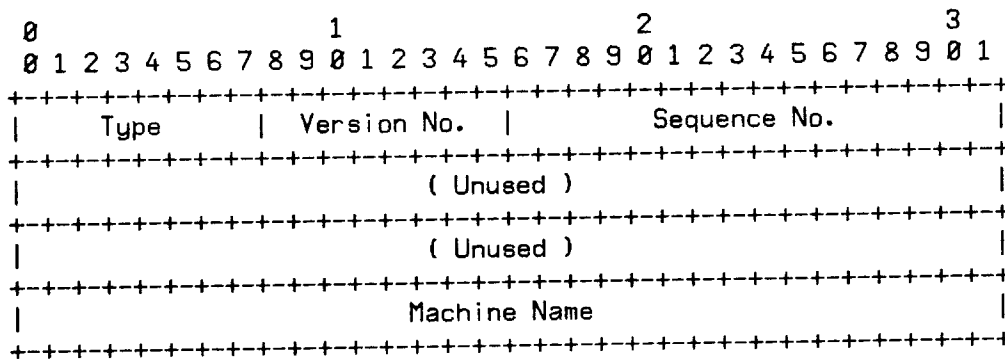 0                   1                   2                   3
0 1 2 3 4 5 6 7 8 9 0 1 2 3 4 5 6 7 8 9 0 1 2 3 4 5 6 7 8 9 0 1
+-+-+-+-+-+-+-+-+-+-+-+-+-+-+-+-+-+-+-+-+-+-+-+-+-+-+-+-+-+-+-+-+
| Type | Version No. | Sequence No. |
+-+-+-+-+-+-+-+-+-+-+-+-+-+-+-+-+-+-+-+-+-+-+-+-+-+-+-+-+-+-+-+-+
| ( Unused ) |
+-+-+-+-+-+-+-+-+-+-+-+-+-+-+-+-+-+-+-+-+-+-+-+-+-+-+-+-+-+-+-+-+
| ( Unused ) |
+-+-+-+-+-+-+-+-+-+-+-+-+-+-+-+-+-+-+-+-+-+-+-+-+-+-+-+-+-+-+-+-+
| Machine Name |
+-+-+-+-+-+-+-+-+-+-+-+-+-+-+-+-+-+-+-+-+-+-+-+-+-+-+-+-+-+-+-+-+